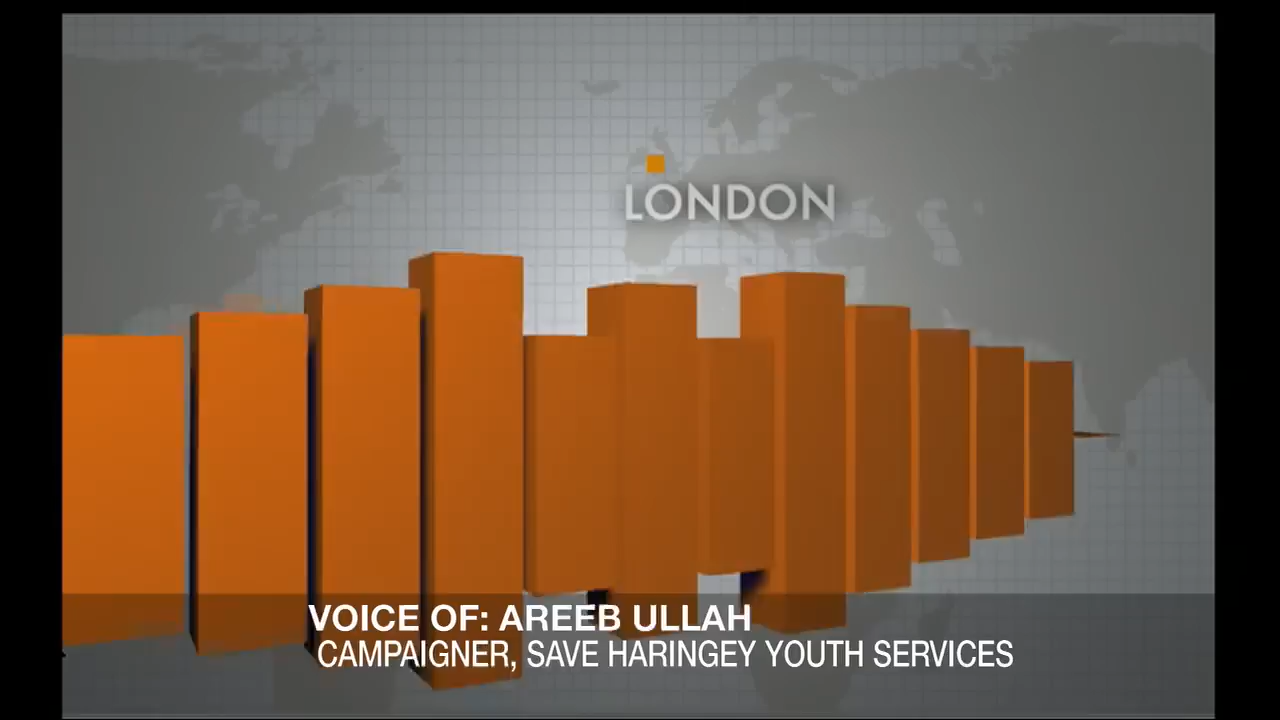 LONDON
VOICE OF: AREEB ULLAH
CAMPAIGNER, SAVE HARINGEY YOUTH SERVICES